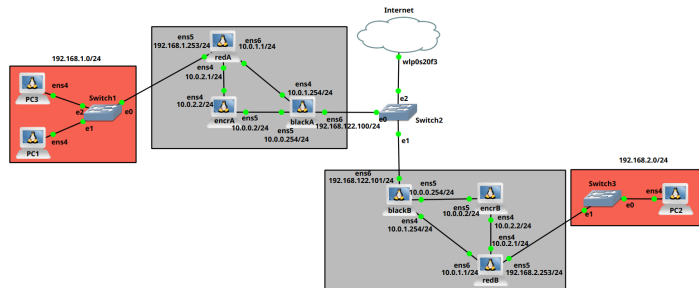 Internet
wlp0s20f3
e2
Switch2
e0
e1
192.168.1.0/24
ens4
PC3
Switch1
e2
e0
e1
PC1
ens4
ens5
192.168.1.253/24
ens6
10.0.1.1/24
redA
ens4
10.0.2.1/24
10.0.2.2/24
ens4
encrA
ens5
10.0.0.2/24
ens4
10.0.1.254/24
blackA
ens5
10.0.0.254/24
ens6
192.168.122.100/24
ens6
192.168.122.101/24
blackB
ens5
10.0.0.254/24
ens5
10.0.0.2/24
encrB
ens4
10.0.1.254/24
ens4
10.0.2.2/24
ens4
10.0.2.1/24
ens6
10.0.1.1/24
redB
ens5
192.168.2.253/24
192.168.2.0/24
Switch3
e1
e0
ens4
PC2